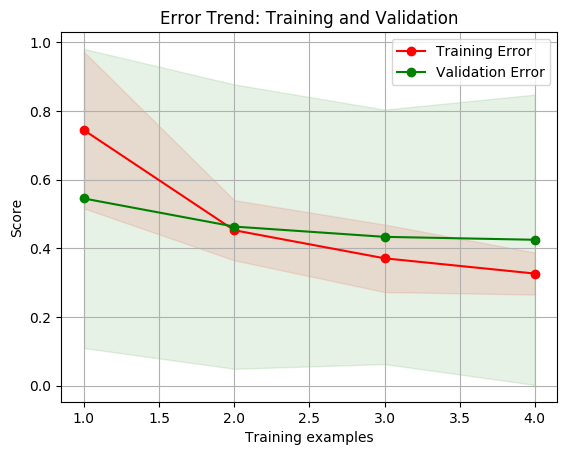 Error Trend: Training and Validation
Training Error
Validation Error
Score
1.0
0.8
0.6
0.4
0.2
0.0
1.0 1.5 2.0 2.5 3.0 3.5 4.0
Training examples